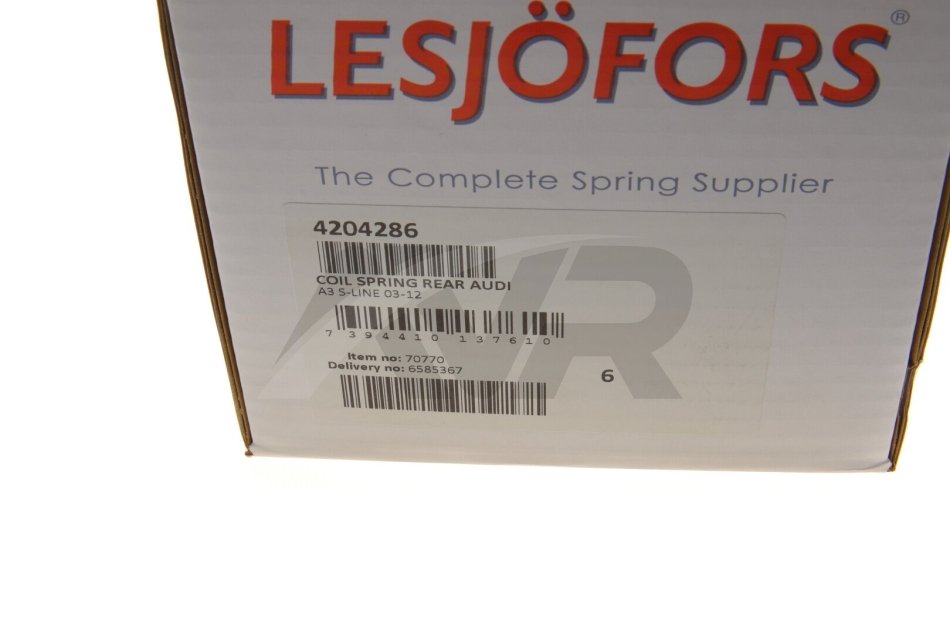 LESJÖFORS®
The Complete Spring Supplier
4204286
COIL SPRING REAR AUDI
A3 S-LINE 03-12
7 394410 137610
Item no: 70770
Delivery no: 6585367
6
AIR